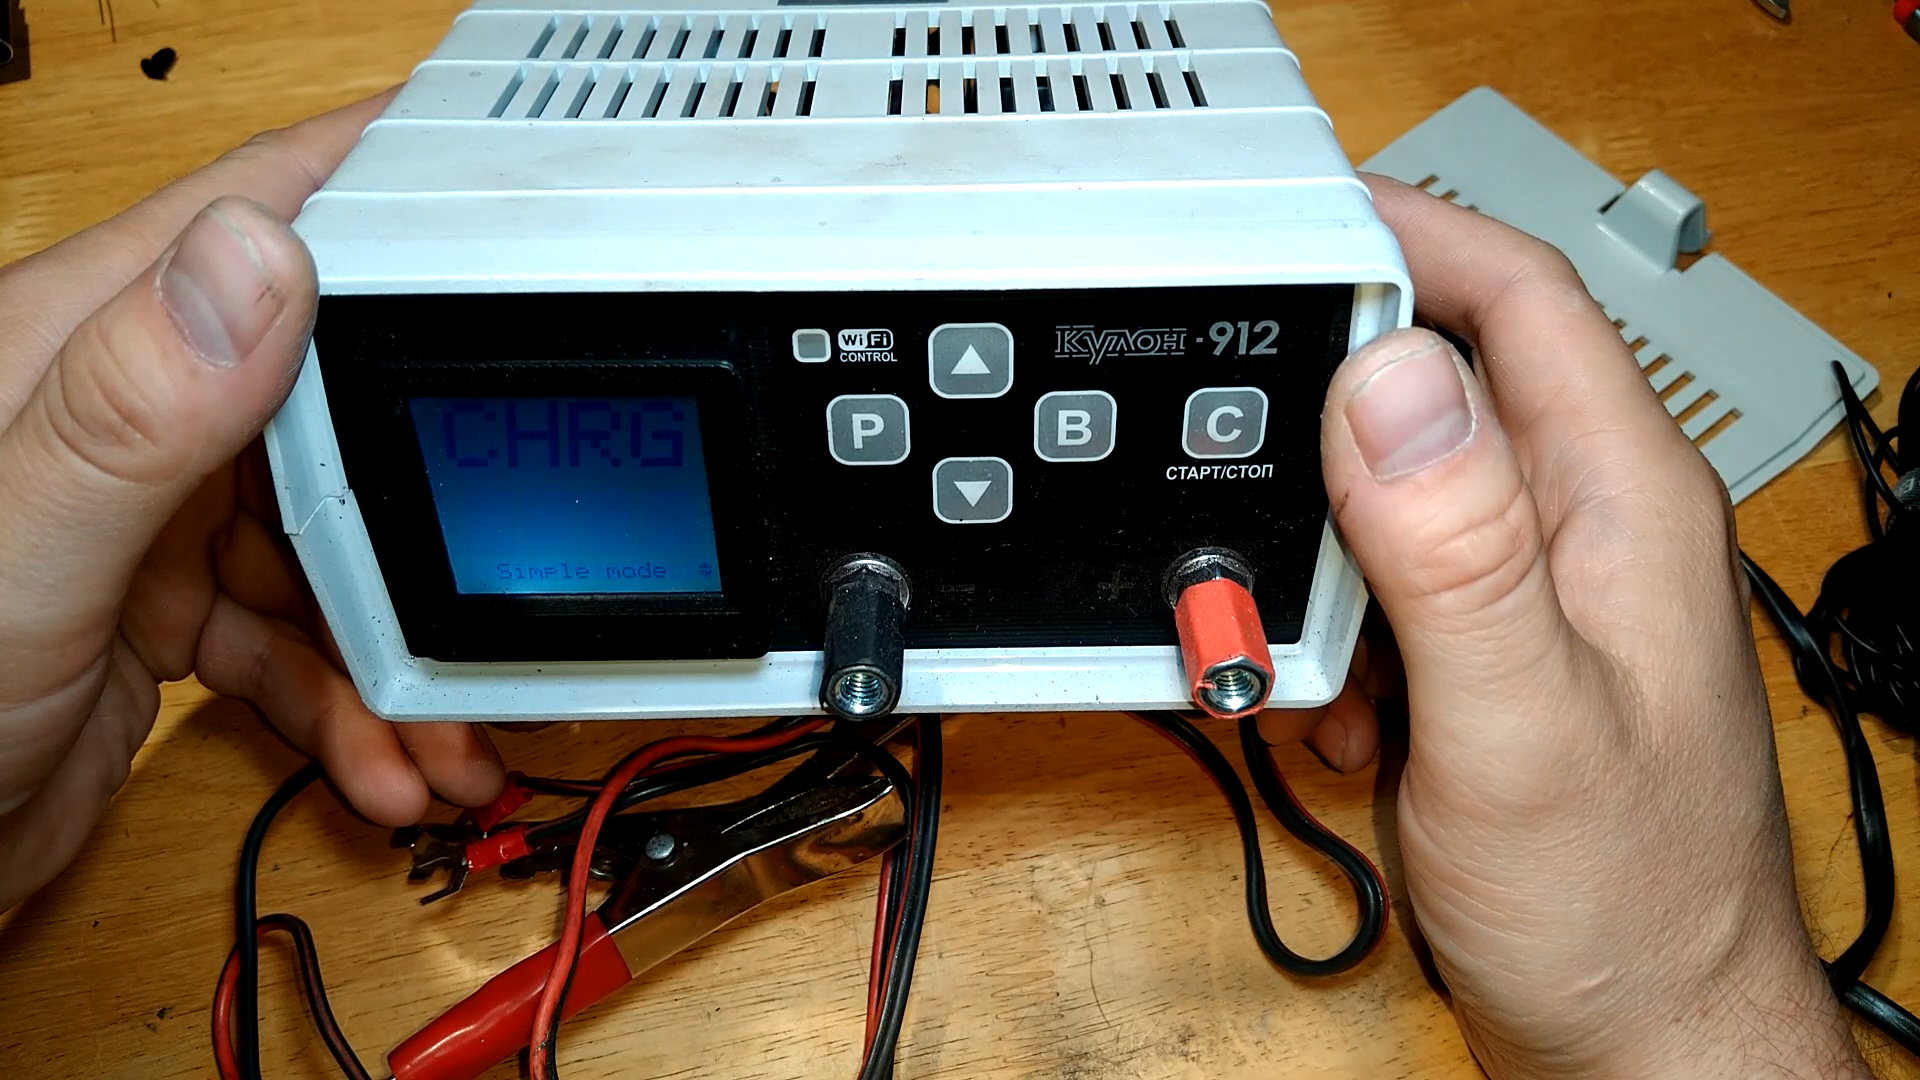 CHRG
Simple mode
WiFi
CONTROL
КУЛОН-912
P
B
C
СТАРТ/СТОП
- +